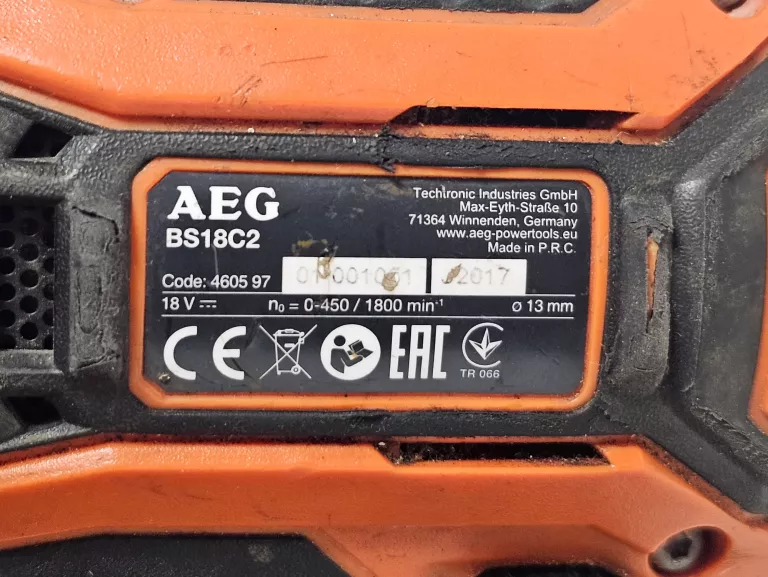 AEG
BS18C2
Techtronic Industries GmbH
Max-Eyth-Straße 10
71364 Winnenden, Germany
www.aeg-powertools.eu
Made in P.R.C.
Code: 4605 97
2017
18 V ⎓ n₀ = 0-450 / 1800 min⁻¹ ø 13 mm
CE
EAC
TR 066